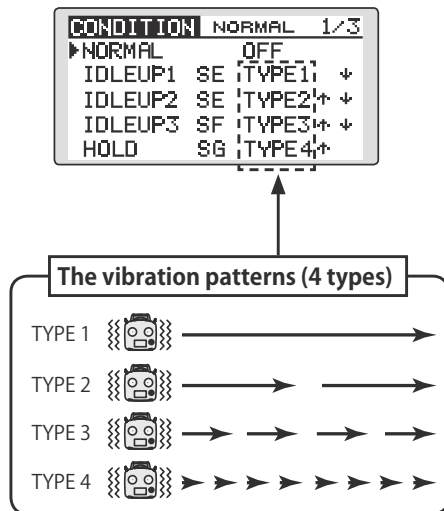 CONDITION NORMAL 1/3
▶NORMAL OFF
IDLEUP1 SE TYPE1 ↓
IDLEUP2 SE TYPE2 ↑ ↓
IDLEUP3 SF TYPE3 ↑ ↓
HOLD SG TYPE4 ↑
The vibration patterns (4 types)
TYPE 1
TYPE 2
TYPE 3
TYPE 4